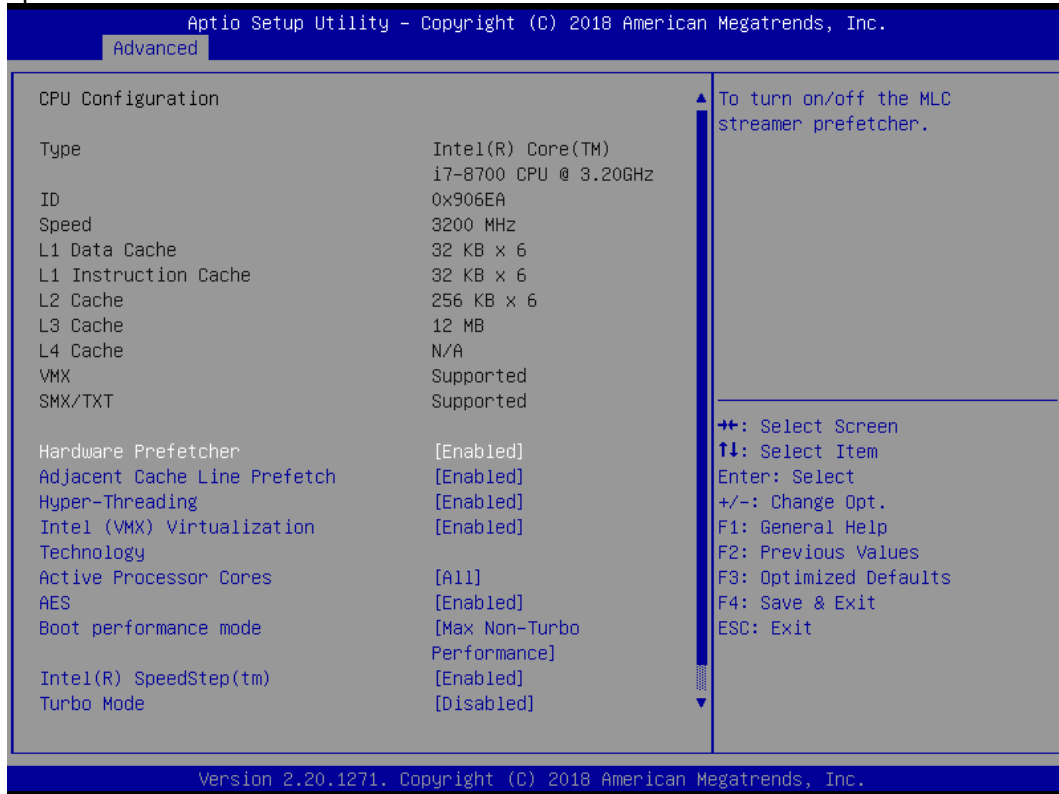 Aptio Setup Utility – Copyright (C) 2018 American Megatrends, Inc.
Advanced
CPU Configuration
Type Intel(R) Core(TM)
i7-8700 CPU @ 3.20GHz
ID 0x906EA
Speed 3200 MHz
L1 Data Cache 32 KB x 6
L1 Instruction Cache 32 KB x 6
L2 Cache 256 KB x 6
L3 Cache 12 MB
L4 Cache N/A
VMX Supported
SMX/TXT Supported
Hardware Prefetcher [Enabled]
Adjacent Cache Line Prefetch [Enabled]
Hyper-Threading [Enabled]
Intel (VMX) Virtualization [Enabled]
Technology
Active Processor Cores [All]
AES [Enabled]
Boot performance mode [Max Non-Turbo
Performance]
Intel(R) SpeedStep(tm) [Enabled]
Turbo Mode [Disabled]
To turn on/off the MLC
streamer prefetcher.
→←: Select Screen
↑↓: Select Item
Enter: Select
+/-: Change Opt.
F1: General Help
F2: Previous Values
F3: Optimized Defaults
F4: Save & Exit
ESC: Exit
Version 2.20.1271. Copyright (C) 2018 American Megatrends, Inc.